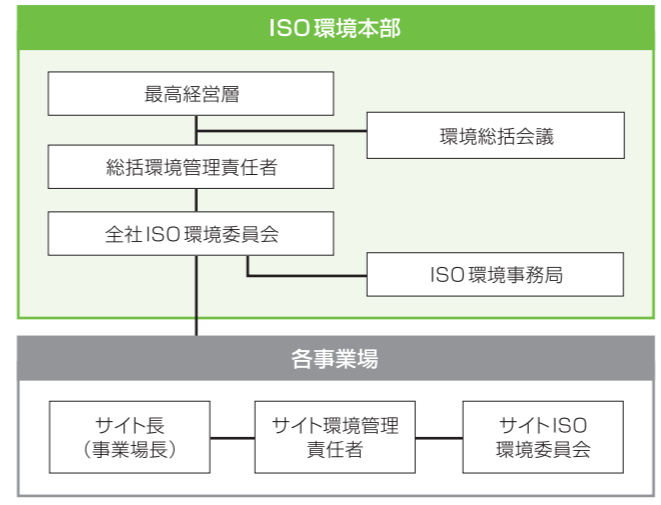 ISO環境本部
最高経営層
環境総括会議
総括環境管理責任者
全社ISO環境委員会
ISO環境事務局
各事業場
サイト長
（事業場長）
サイト環境管理
責任者
サイトISO
環境委員会